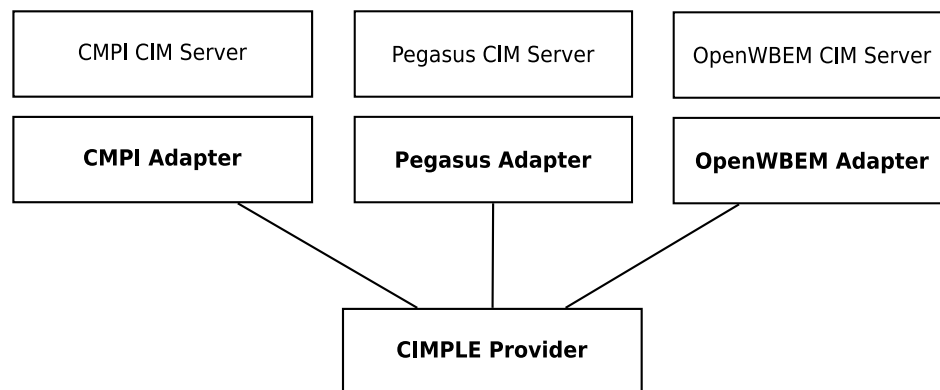 CMPI CIM Server
Pegasus CIM Server
OpenWBEM CIM Server
CMPI Adapter
Pegasus Adapter
OpenWBEM Adapter
CIMPLE Provider